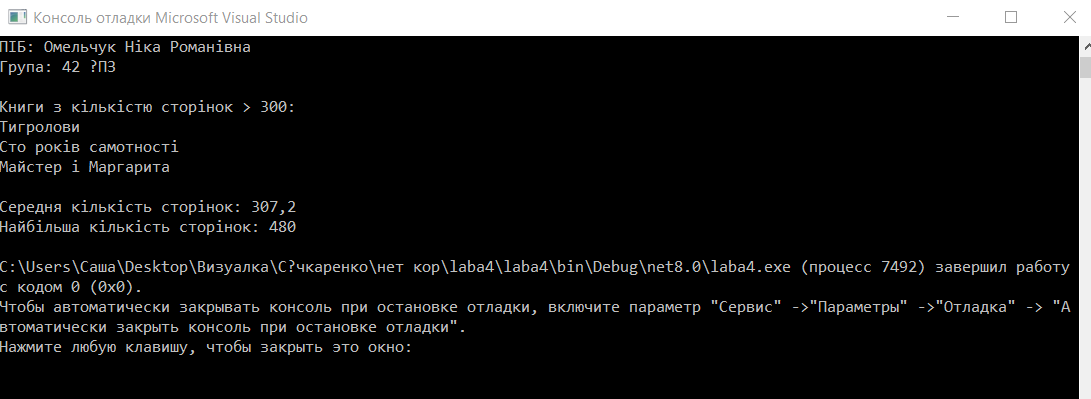 Консоль отладки Microsoft Visual Studio
ПІБ: Омельчук Ніка Романівна
Група: 42 ?ПЗ
Книги з кількістю сторінок > 300:
Тигролови
Сто років самотності
Майстер і Маргарита
Середня кількість сторінок: 307,2
Найбільша кількість сторінок: 480
C:\Users\Саша\Desktop\Визуалка\С?чкаренко\нет кор\laba4\laba4\bin\Debug\net8.0\laba4.exe (процесс 7492) завершил работу
с кодом 0 (0x0).
Чтобы автоматически закрывать консоль при остановке отладки, включите параметр "Сервис" ->"Параметры" ->"Отладка" -> "А
втоматически закрыть консоль при остановке отладки".
Нажмите любую клавишу, чтобы закрыть это окно: